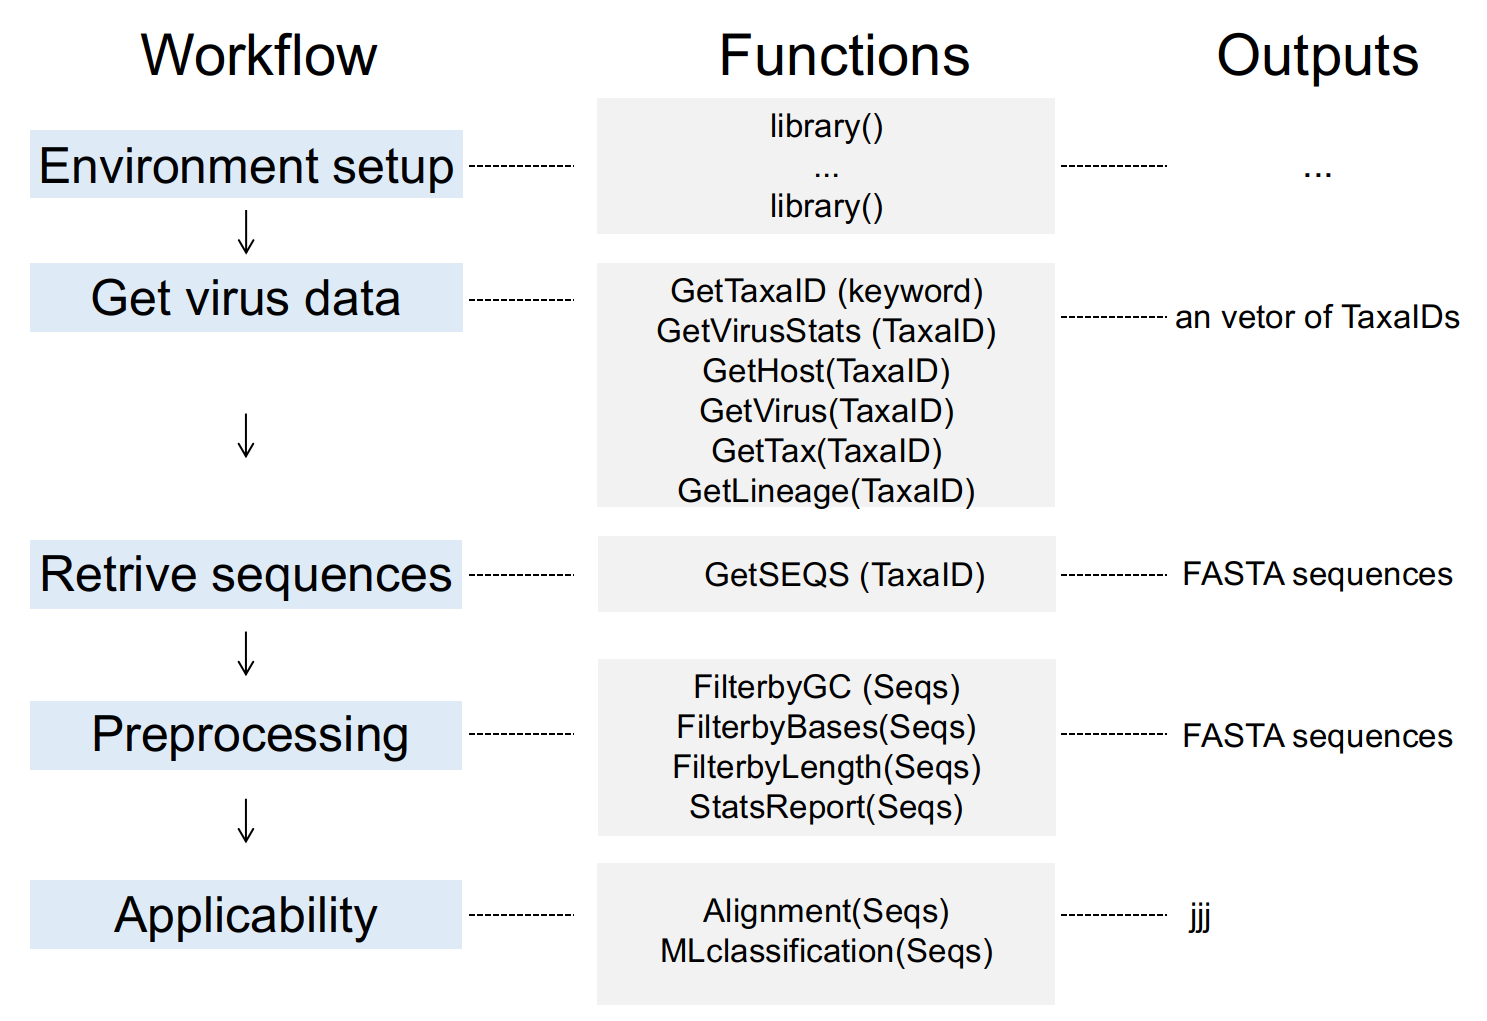 Workflow
Functions
Outputs
Environment setup
library()
...
library()
...
Get virus data
GetTaxaID (keyword)
GetVirusStats (TaxaID)
GetHost(TaxaID)
GetVirus(TaxaID)
GetTax(TaxaID)
GetLineage(TaxaID)
an vetor of TaxaIDs
Retrive sequences
GetSEQS (TaxaID)
FASTA sequences
Preprocessing
FilterbyGC (Seqs)
FilterbyBases(Seqs)
FilterbyLength(Seqs)
StatsReport(Seqs)
FASTA sequences
Applicability
Alignment(Seqs)
MLclassification(Seqs)
jjj